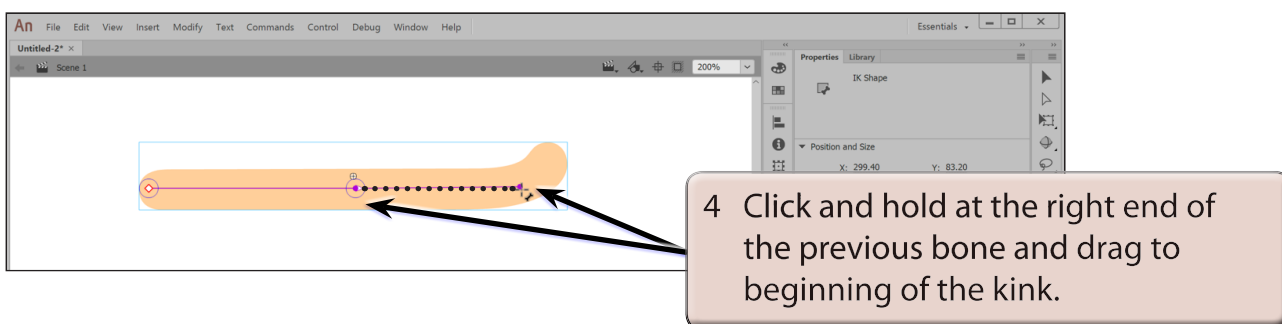 An File Edit View Insert Modify Text Commands Control Debug Window Help Essentials
Untitled-2* ×
Scene 1 200%
Properties Library
IK Shape
Position and Size
X: 299.40 Y: 83.20
4 Click and hold at the right end of
the previous bone and drag to
beginning of the kink.